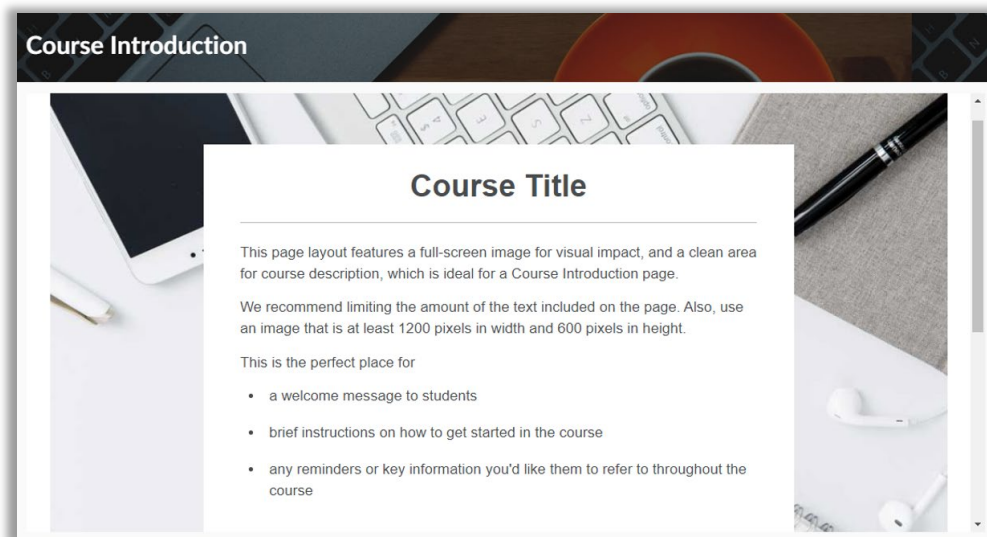 Course Introduction
Course Title
This page layout features a full-screen image for visual impact, and a clean area
for course description, which is ideal for a Course Introduction page.
We recommend limiting the amount of the text included on the page. Also, use
an image that is at least 1200 pixels in width and 600 pixels in height.
This is the perfect place for
• a welcome message to students
• brief instructions on how to get started in the course
• any reminders or key information you'd like them to refer to throughout the
course